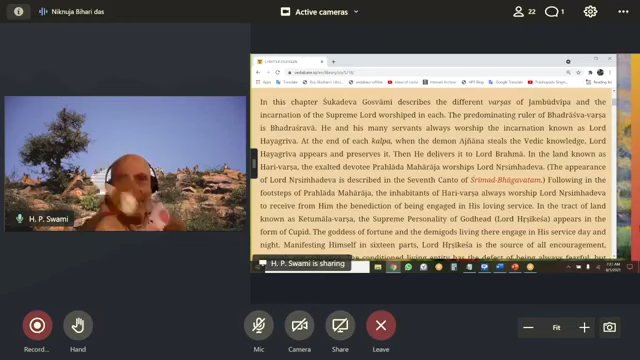 Niknuja Bihari das
Active cameras
22
1
In this chapter Śukadeva Gosvāmī describes the different varṣas of Jambūdvīpa and the
incarnation of the Supreme Lord worshiped in each. The predominating ruler of Bhadrāśva-varṣa
is Bhadraśravā. He and his many servants always worship the incarnation known as Lord
Hayagrīva. At the end of each kalpa, when the demon Ajñāna steals the Vedic knowledge, Lord
Hayagrīva appears and preserves it. Then He delivers it to Lord Brahmā. In the land known as
Hari-varṣa, the exalted devotee Prahlāda Mahārāja worships Lord Nṛsiṁhadeva. (The appearance
of Lord Nṛsiṁhadeva is described in the Seventh Canto of Śrīmad-Bhāgavatam.) Following in the
footsteps of Prahlāda Mahārāja, the inhabitants of Hari-varṣa always worship Lord Nṛsiṁhadeva
to receive from Him the benediction of being engaged in His loving service. In the tract of land
known as Ketumāla-varṣa, the Supreme Personality of Godhead (Lord Hṛṣīkeśa) appears in the
form of Cupid. The goddess of fortune and the demigods living there engage in His service day and
night. Manifesting Himself in sixteen parts, Lord Hṛṣīkeśa is the source of all encouragement,
H. P. Swami
H. P. Swami is sharing
Record...
Hand
Mic
Camera
Share
Leave
Fit